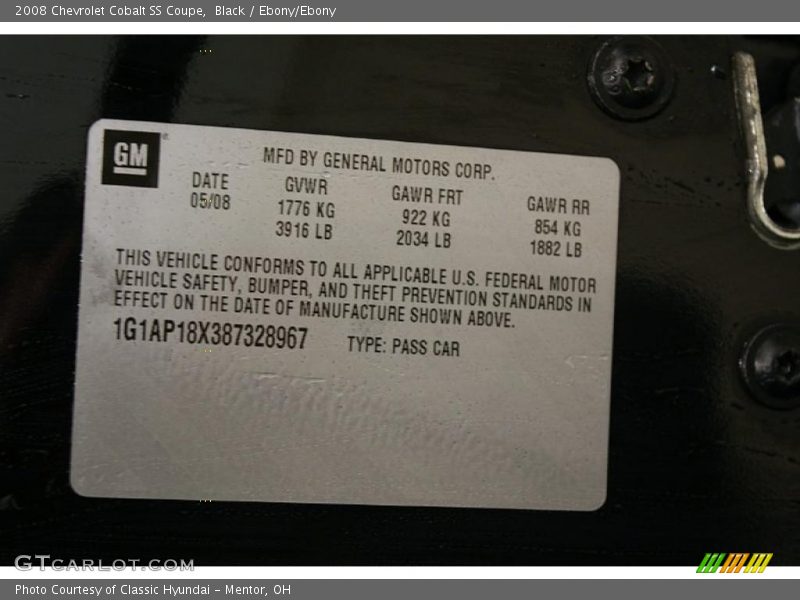 2008 Chevrolet Cobalt SS Coupe, Black / Ebony/Ebony
GM
MFD BY GENERAL MOTORS CORP.
DATE GVWR GAWR FRT GAWR RR
05/08 1776 KG 922 KG 854 KG
3916 LB 2034 LB 1882 LB
THIS VEHICLE CONFORMS TO ALL APPLICABLE U.S. FEDERAL MOTOR
VEHICLE SAFETY, BUMPER, AND THEFT PREVENTION STANDARDS IN
EFFECT ON THE DATE OF MANUFACTURE SHOWN ABOVE.
1G1AP18X387328967 TYPE: PASS CAR
GTCARLOT.COM
Photo Courtesy of Classic Hyundai - Mentor, OH